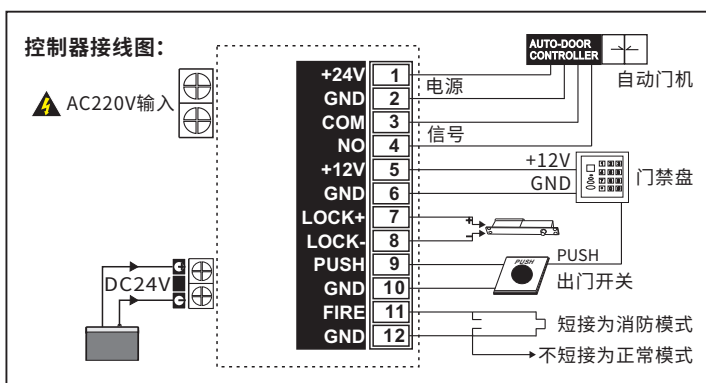 控制器接线图：
AUTO-DOOR
CONTROLLER
自动门机
AC220V输入
+24V 1
电源
GND 2
COM 3
信号
NO 4
+12V 5 +12V
门禁盘
GND 6 GND
LOCK+ 7 +
LOCK- 8 -
PUSH 9 PUSH
PUSH
出门开关
GND 10
DC24V
FIRE 11
短接为消防模式
GND 12
不短接为正常模式